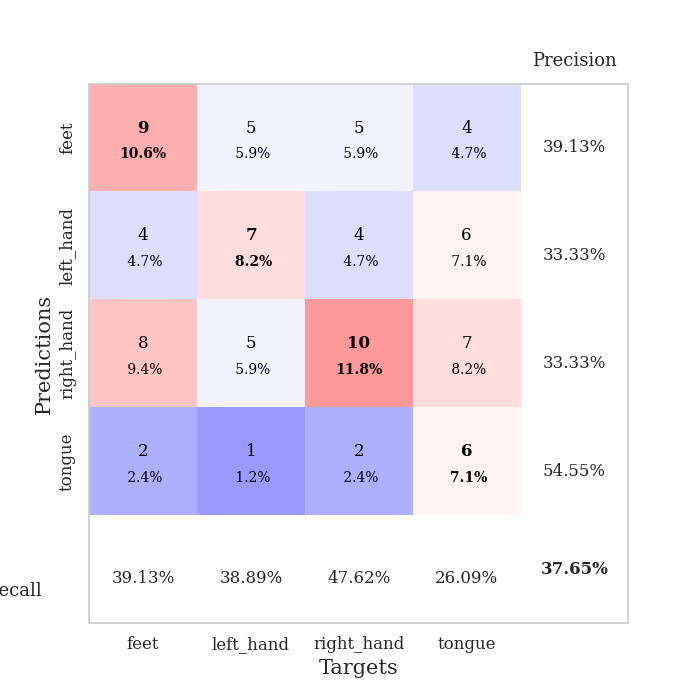 Precision
feet
9 5 5 4
10.6% 5.9% 5.9% 4.7%
39.13%
left_hand
4 7 4 6
4.7% 8.2% 4.7% 7.1%
33.33%
right_hand
8 5 10 7
9.4% 5.9% 11.8% 8.2%
33.33%
tongue
2 1 2 6
2.4% 1.2% 2.4% 7.1%
54.55%
Predictions
ecall
39.13% 38.89% 47.62% 26.09% 37.65%
feet left_hand right_hand tongue
Targets